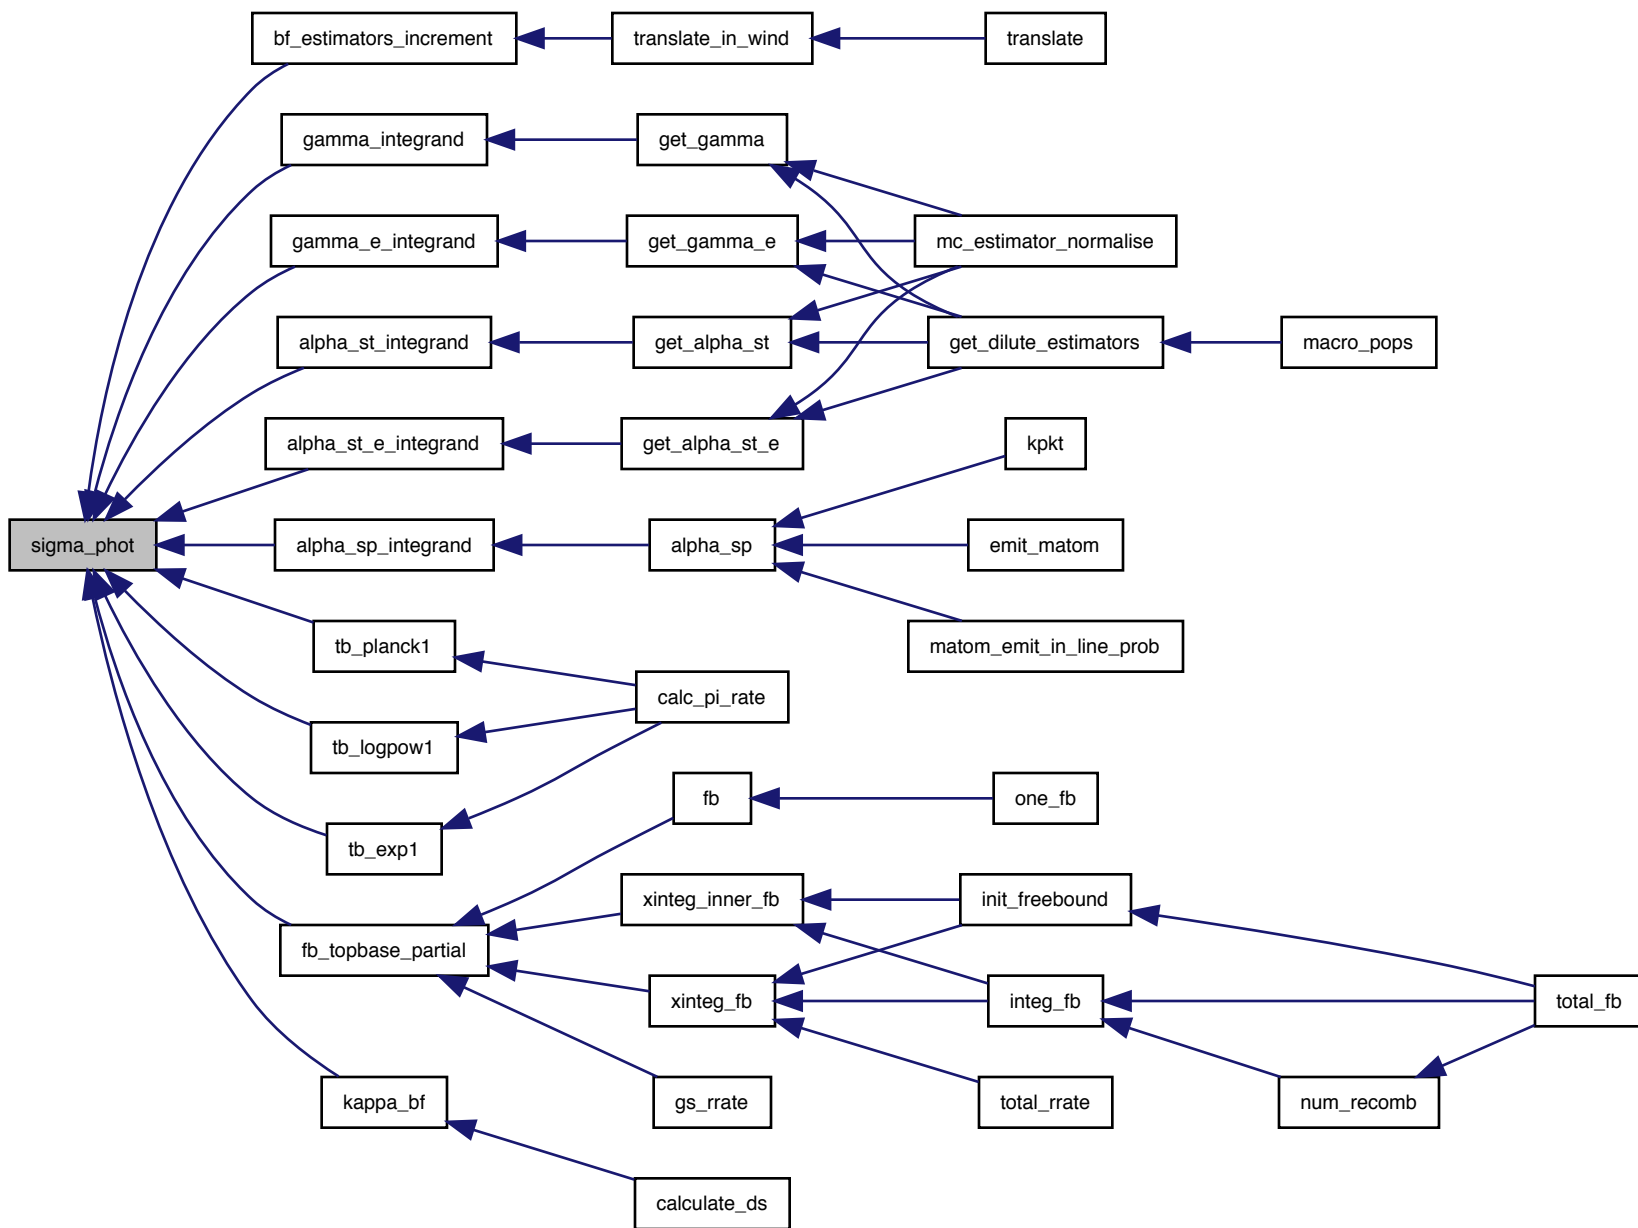 bf_estimators_increment
translate_in_wind
translate
gamma_integrand
get_gamma
gamma_e_integrand
get_gamma_e
mc_estimator_normalise
alpha_st_integrand
get_alpha_st
get_dilute_estimators
macro_pops
alpha_st_e_integrand
get_alpha_st_e
kpkt
sigma_phot
alpha_sp_integrand
alpha_sp
emit_matom
tb_planck1
matom_emit_in_line_prob
calc_pi_rate
tb_logpow1
fb
one_fb
tb_exp1
xinteg_inner_fb
init_freebound
fb_topbase_partial
xinteg_fb
integ_fb
total_fb
kappa_bf
gs_rrate
total_rrate
num_recomb
calculate_ds